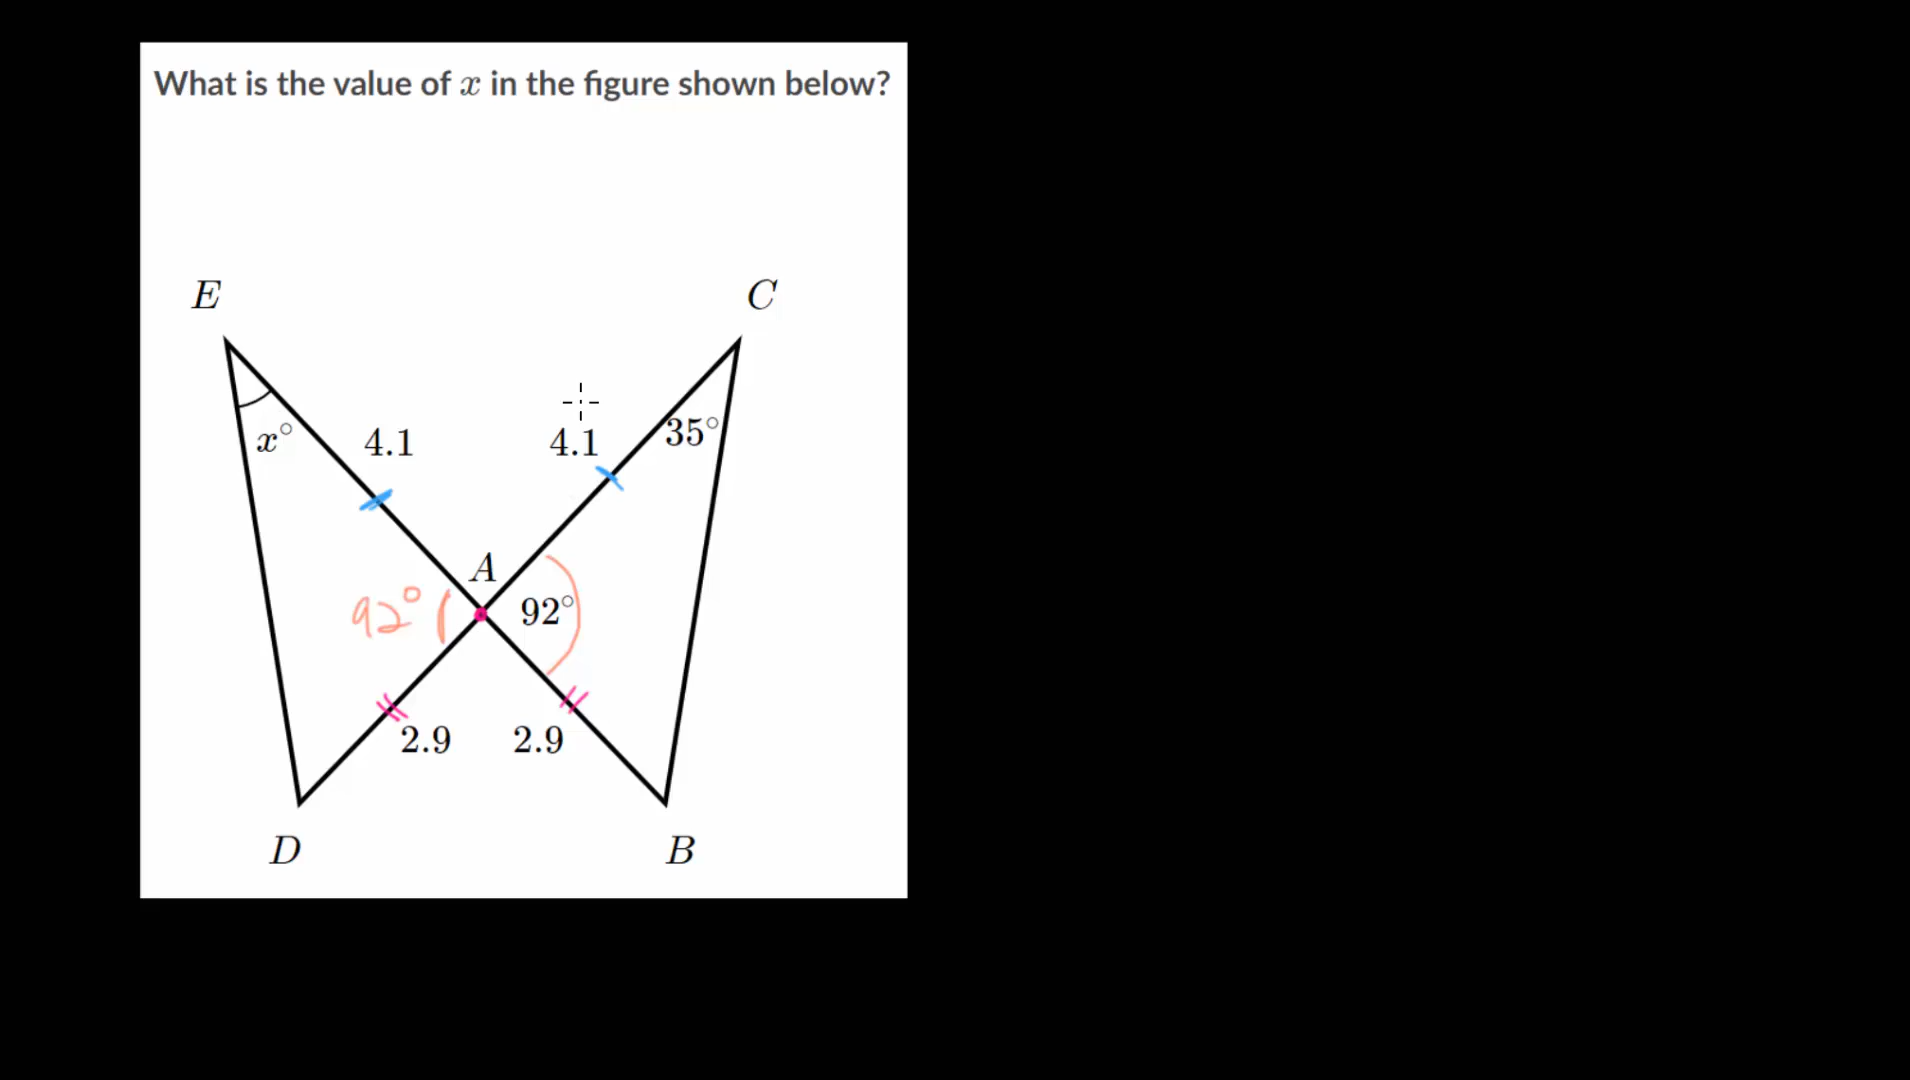 What is the value of x in the figure shown below?
E
C
x°
4.1
4.1
35°
A
92°
92°
2.9
2.9
D
B